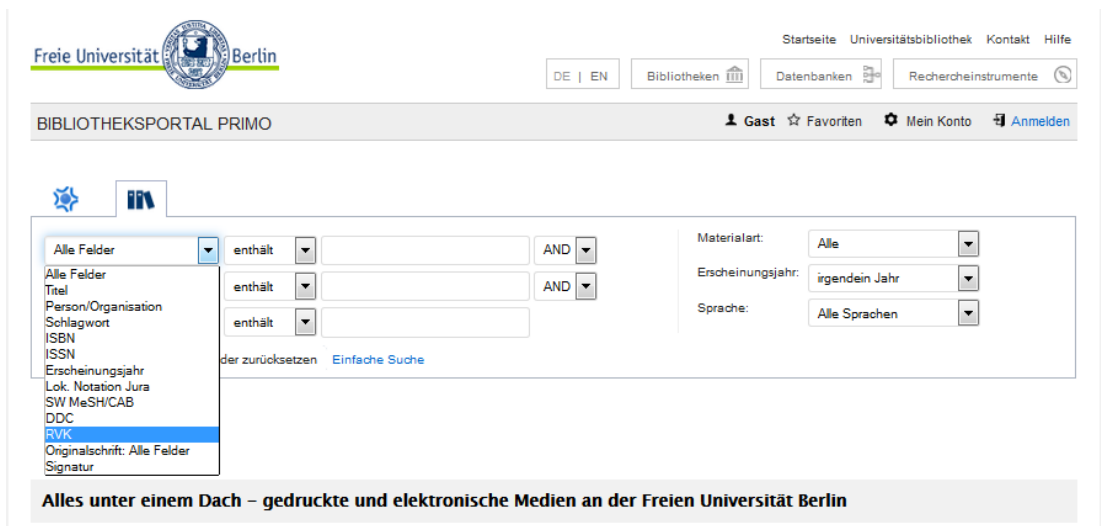 Startseite Universitätsbibliothek Kontakt Hilfe
Freie Universität Berlin
DE | EN Bibliotheken Datenbanken Rechercheinstrumente
BIBLIOTHEKSPORTAL PRIMO Gast Favoriten Mein Konto Anmelden
Alle Felder enthält AND Materialart: Alle
Alle Felder
Titel enthält AND Erscheinungsjahr: irgendein Jahr
Person/Organisation
Schlagwort enthält Sprache: Alle Sprachen
ISBN
ISSN der zurücksetzen Einfache Suche
Erscheinungsjahr
Lok. Notation Jura
SW MeSH/CAB
DDC
RVK
Originalschrift: Alle Felder
Signatur
Alles unter einem Dach – gedruckte und elektronische Medien an der Freien Universität Berlin